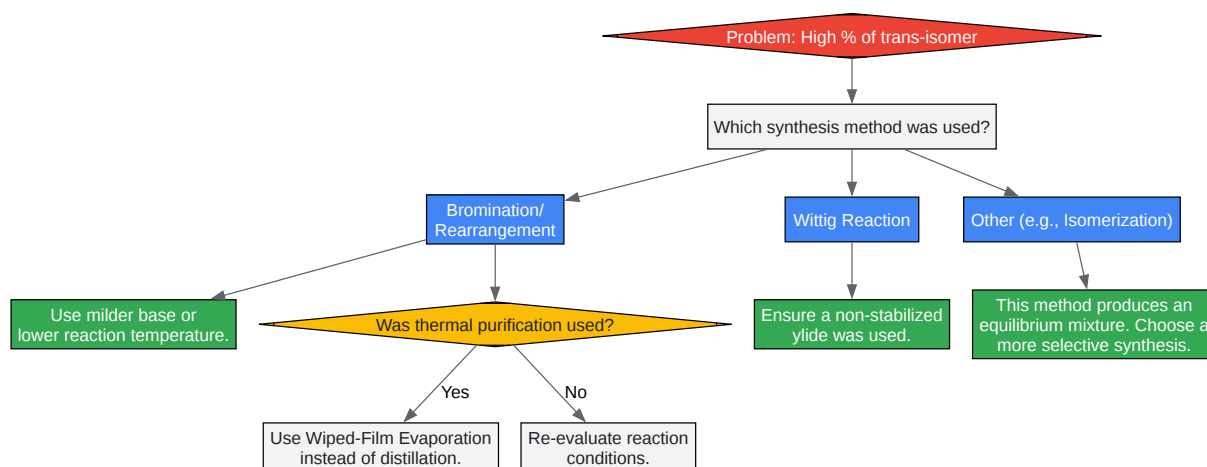 Problem: High % of trans-isomer
Which synthesis method was used?
Bromination/
Rearrangement
Wittig Reaction
Other (e.g., Isomerization)
Use milder base or
lower reaction temperature.
Was thermal purification used?
Ensure a non-stabilized
ylide was used.
This method produces an
equilibrium mixture. Choose a
more selective synthesis.
Yes
No
Use Wiped-Film Evaporation
instead of distillation.
Re-evaluate reaction
conditions.